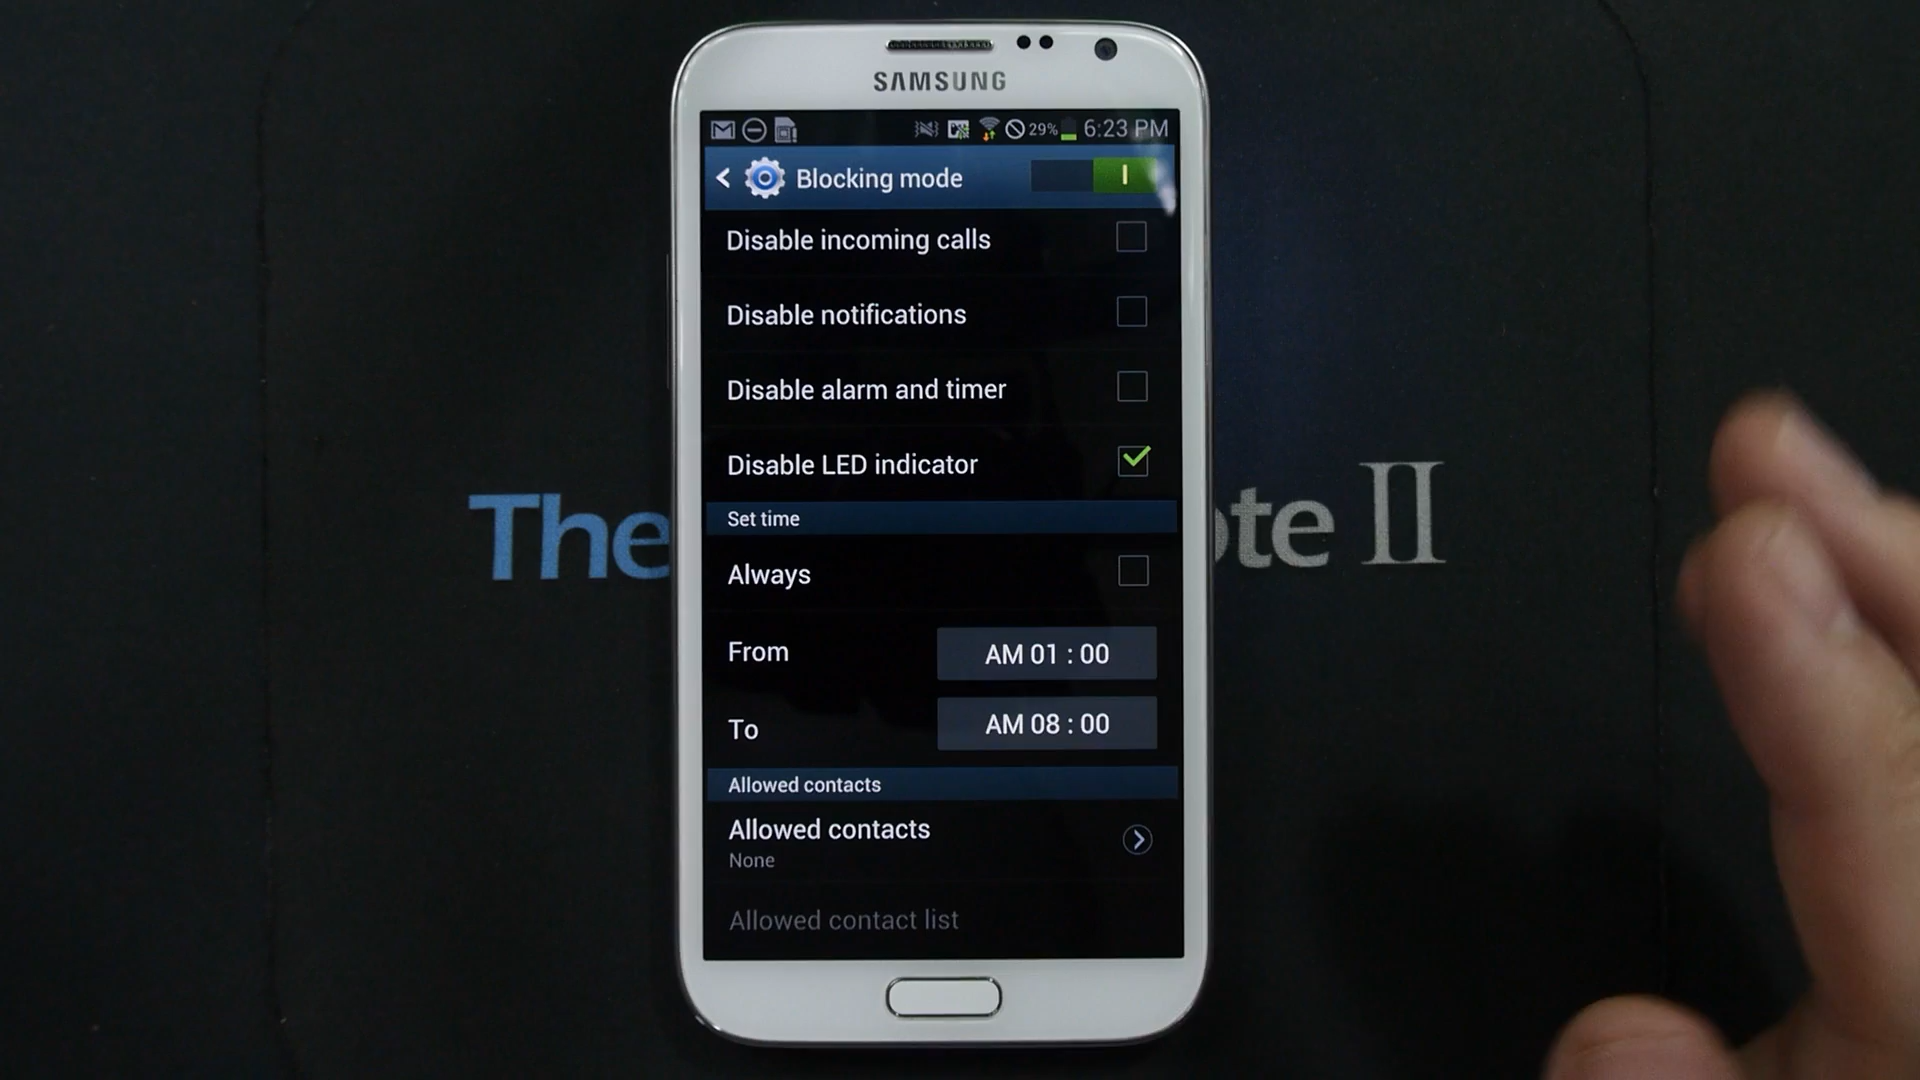 SAMSUNG
29% 6:23 PM
Blocking mode
Disable incoming calls
Disable notifications
Disable alarm and timer
Disable LED indicator
Set time
Always
From AM 01 : 00
To AM 08 : 00
Allowed contacts
Allowed contacts
None
Allowed contact list
The ote II